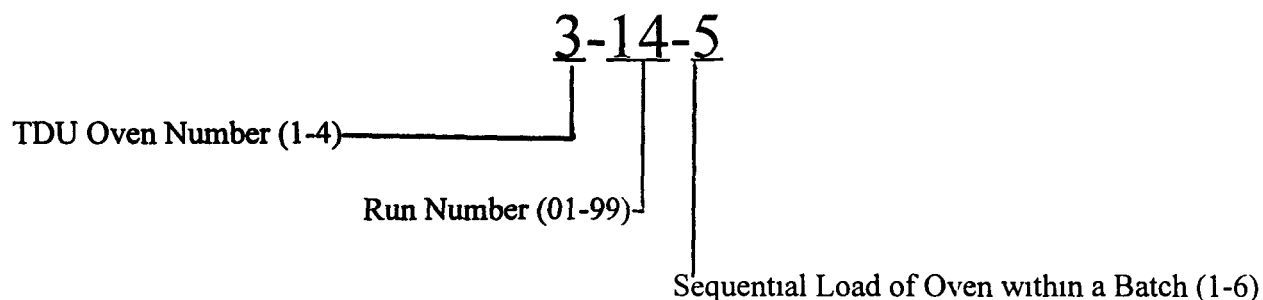 3-14-5
TDU Oven Number (1-4)
Run Number (01-99)
Sequential Load of Oven within a Batch (1-6)